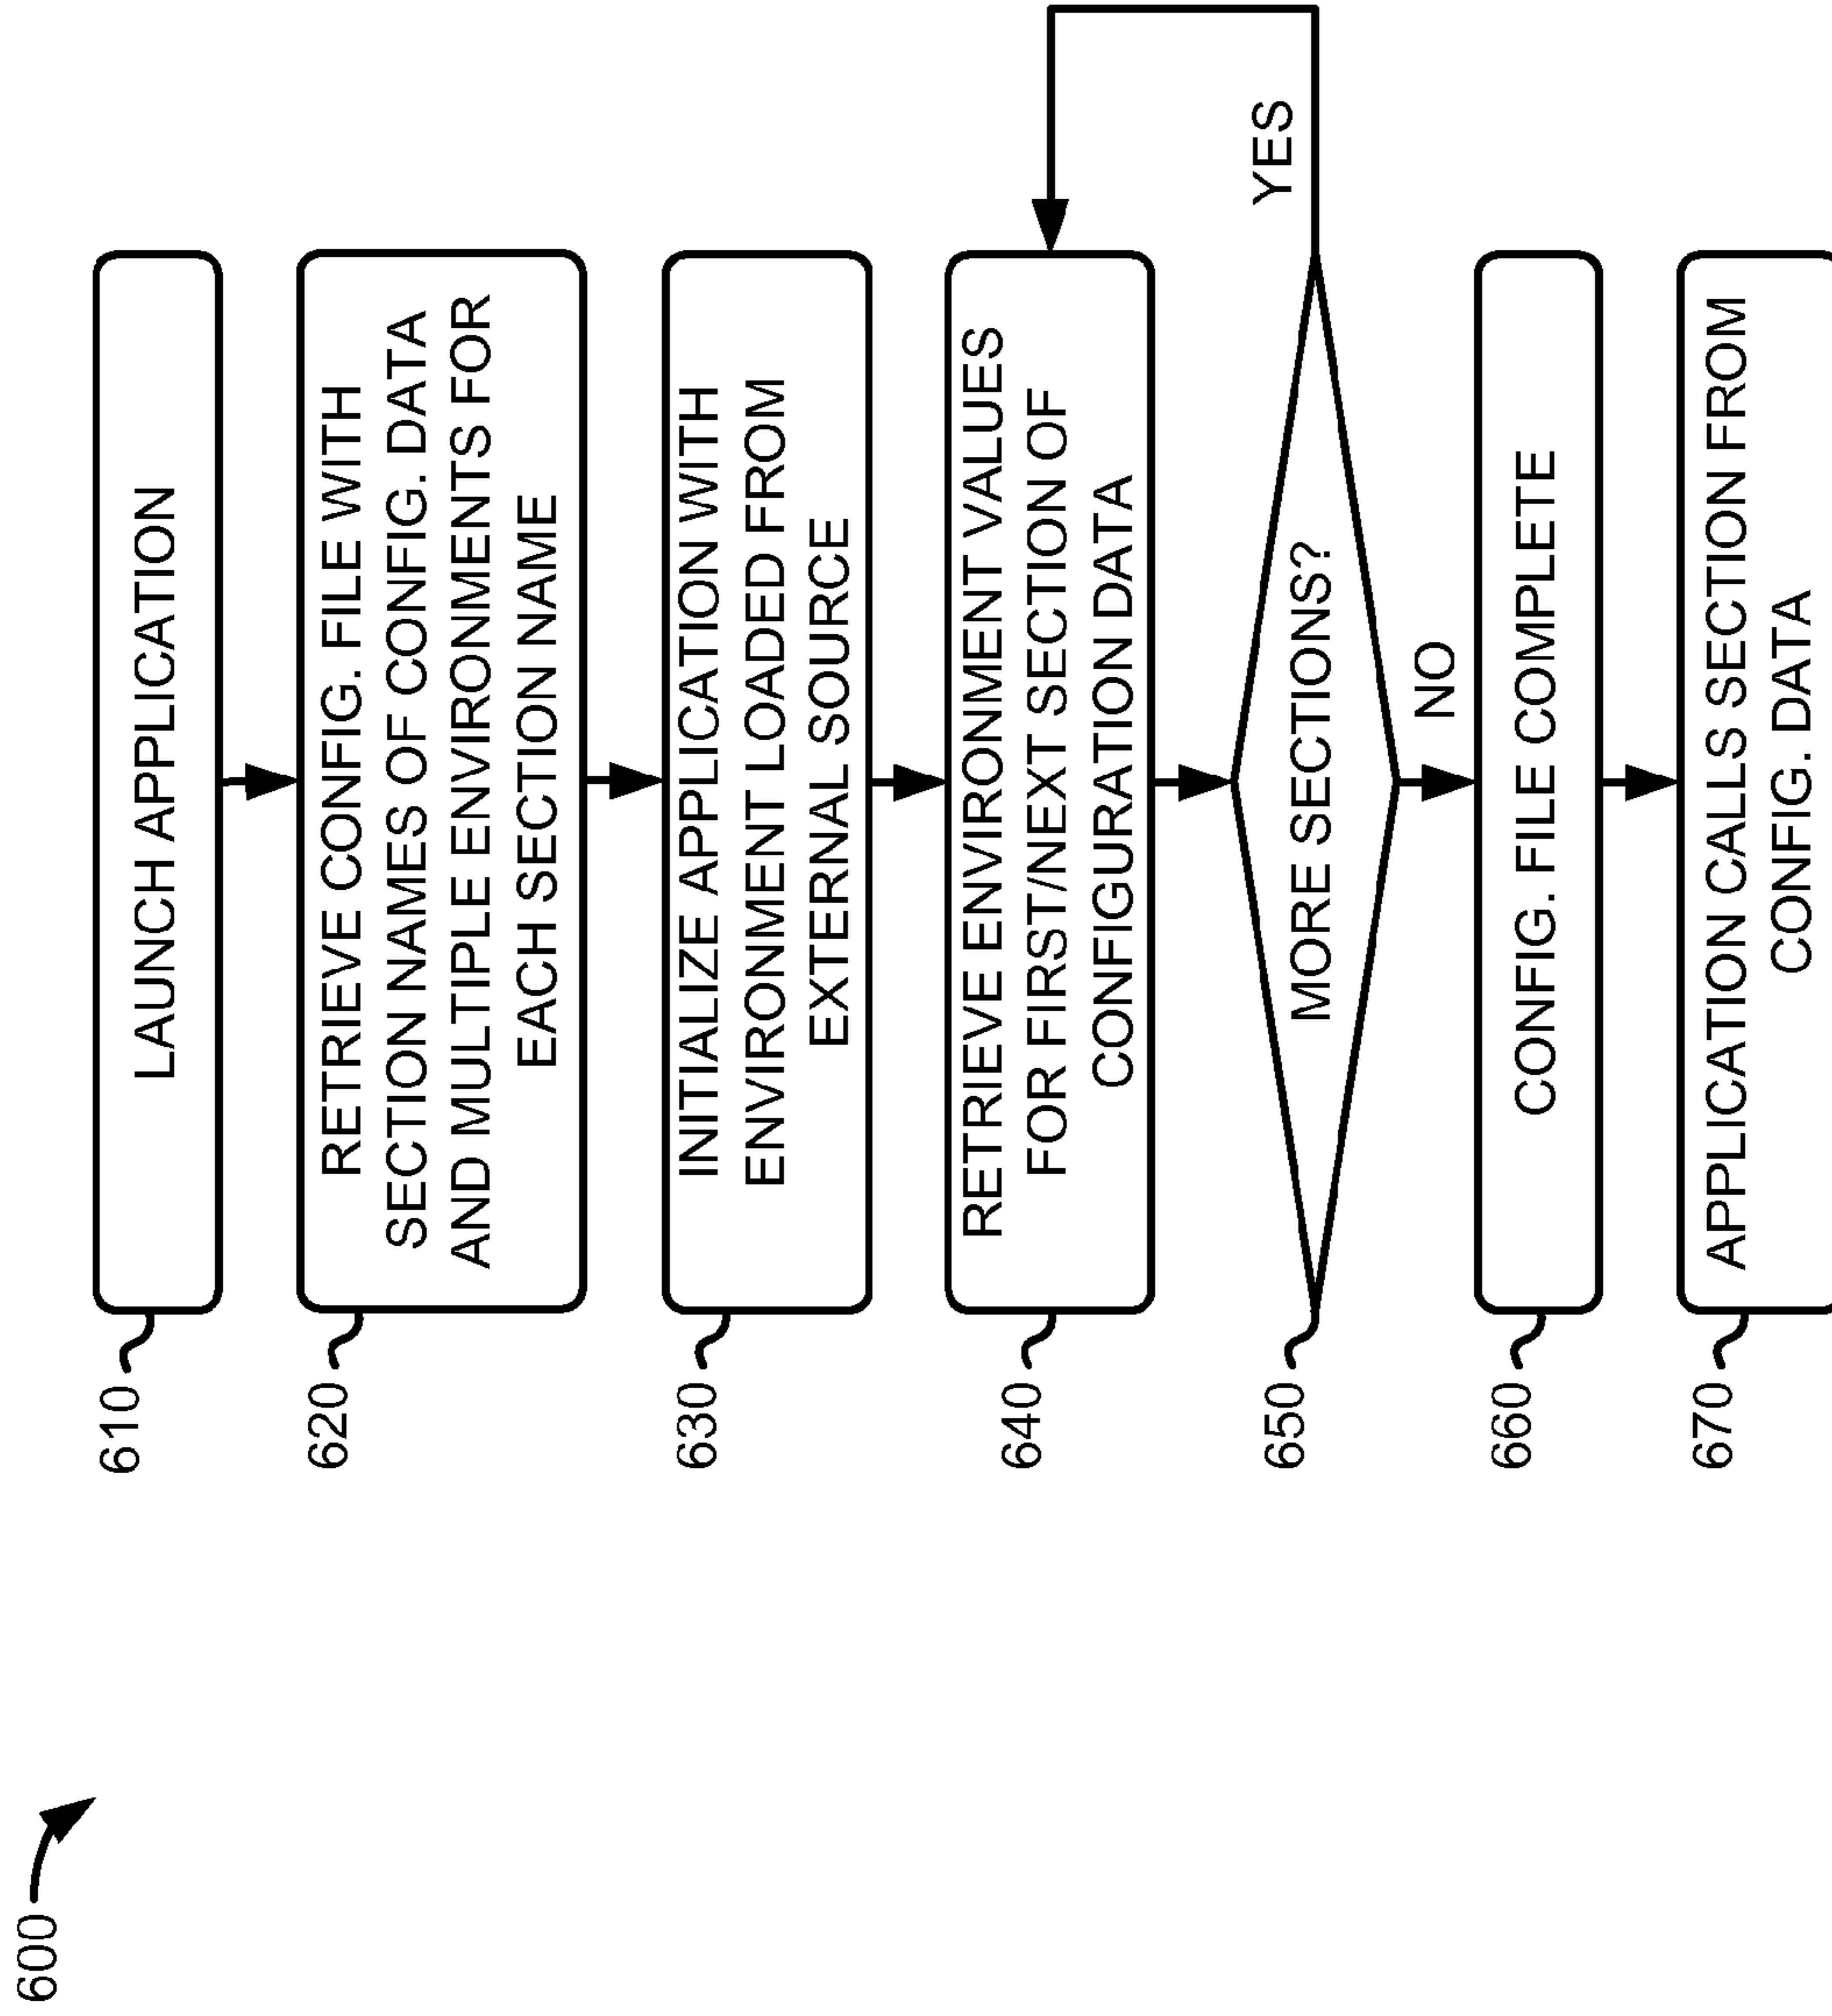 600
610
LAUNCH APPLICATION
620
RETRIEVE CONFIG. FILE WITH
SECTION NAMES OF CONFIG. DATA
AND MULTIPLE ENVIRONMENTS FOR
EACH SECTION NAME
630
INITIALIZE APPLICATION WITH
ENVIRONMENT LOADED FROM
EXTERNAL SOURCE
640
RETRIEVE ENVIRONMENT VALUES
FOR FIRST/NEXT SECTION OF
CONFIGURATION DATA
650
MORE SECTIONS?
YES
NO
660
CONFIG. FILE COMPLETE
670
APPLICATION CALLS SECTION FROM
CONFIG. DATA